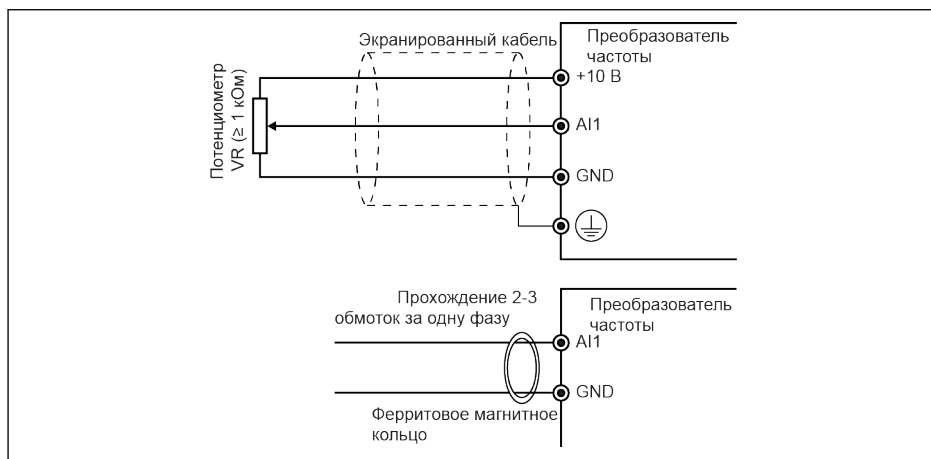 Экранированный кабель
Преобразователь
частоты
+10 В
Потенциометр
VR (≥ 1 кОм)
AI1
GND
Прохождение 2-3
обмоток за одну фазу
Преобразователь
частоты
AI1
GND
Ферритовое магнитное
кольцо